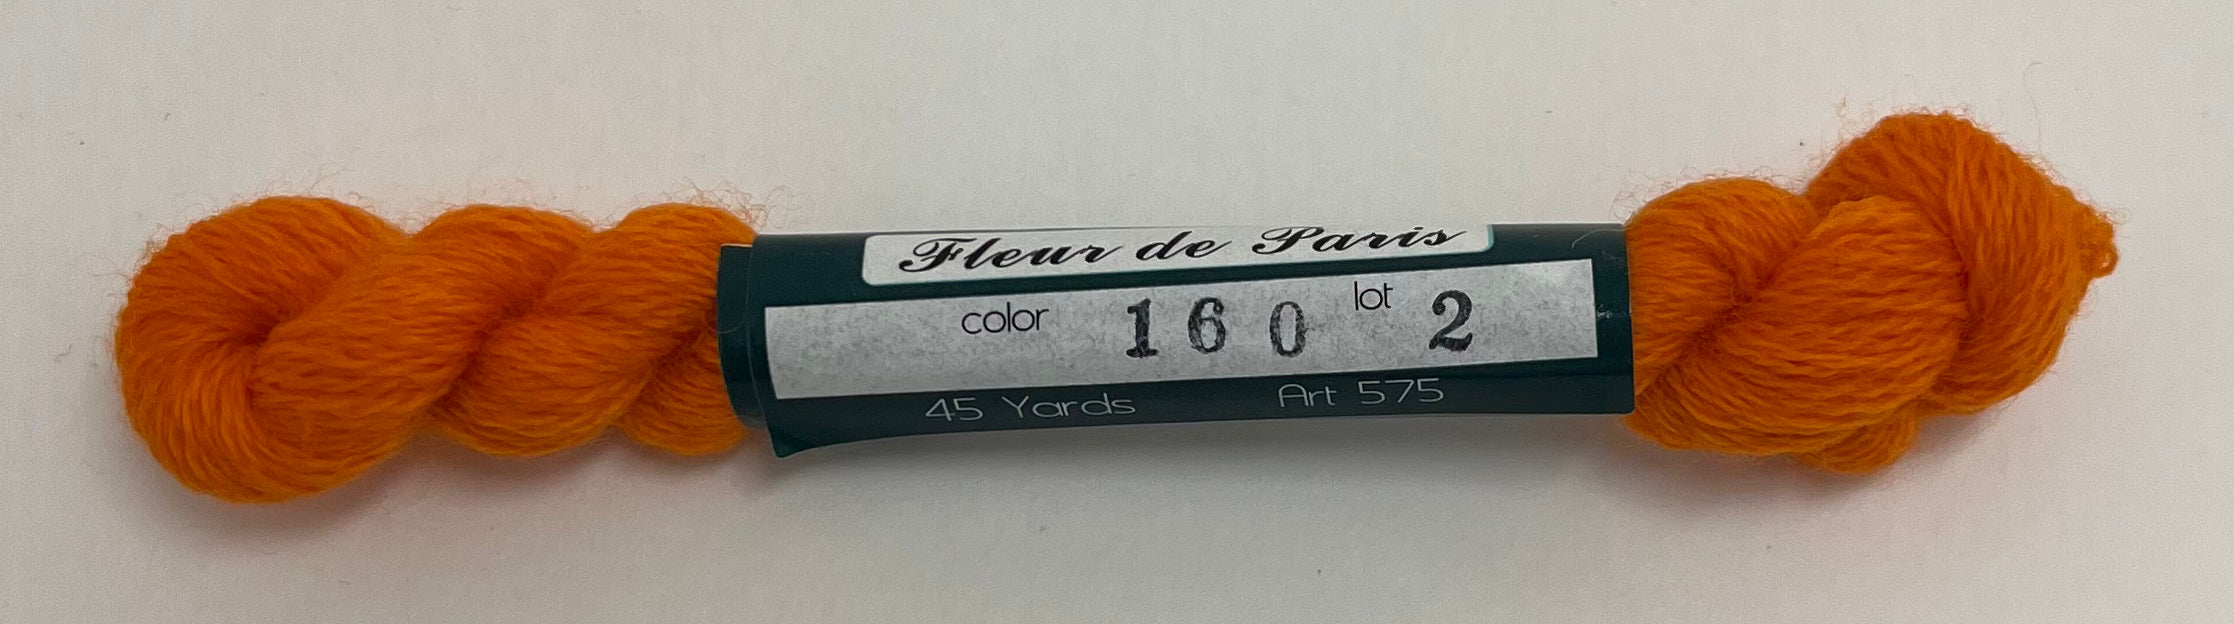 Fleur de Paris
color 160 lot 2
45 Yards Art 575